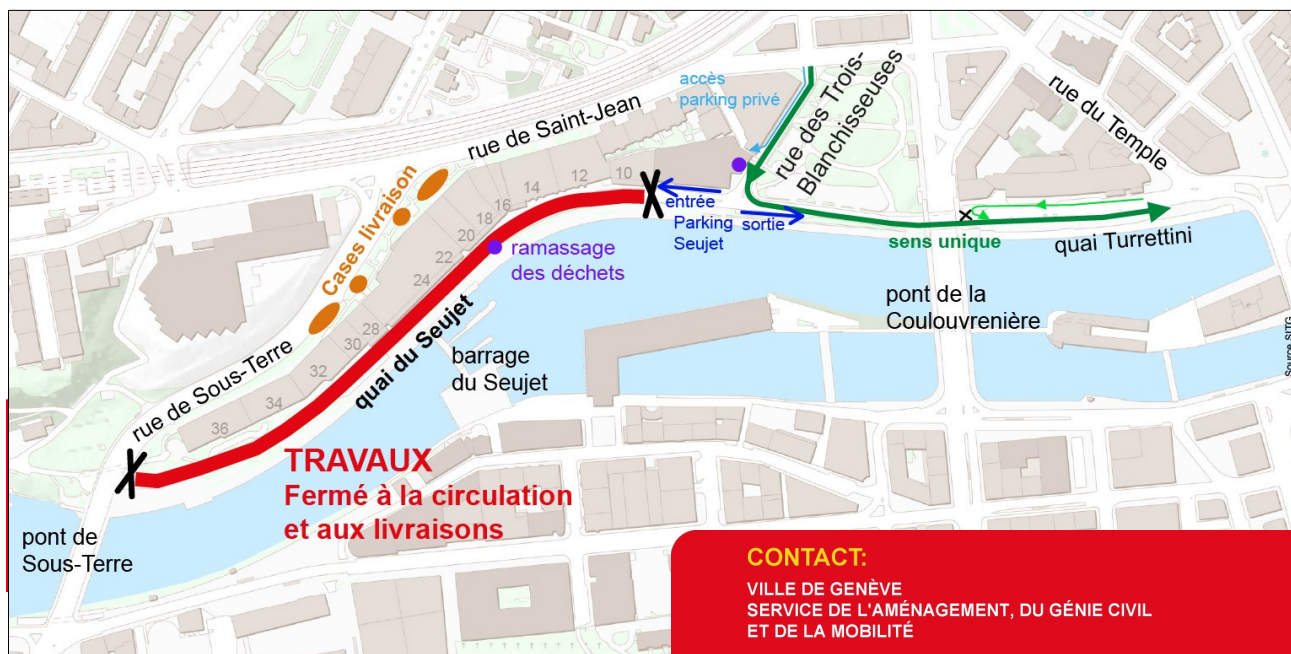 accès
parking privé
rue des Trois-
Blanchisseuses
rue du Temple
rue de Saint-Jean
Cases livraison
10
12
14
16
18
20
22
24
28
30
32
34
36
entrée
Parking
Seujet
sortie
sens unique
quai Turrettini
ramassage
des déchets
quai du Seujet
pont de la
Coulouvrenière
barrage
du Seujet
rue de Sous-Terre
Source SITG
TRAVAUX
Fermé à la circulation
et aux livraisons
pont de
Sous-Terre
CONTACT:
VILLE DE GENÈVE
SERVICE DE L'AMÉNAGEMENT, DU GÉNIE CIVIL
ET DE LA MOBILITÉ